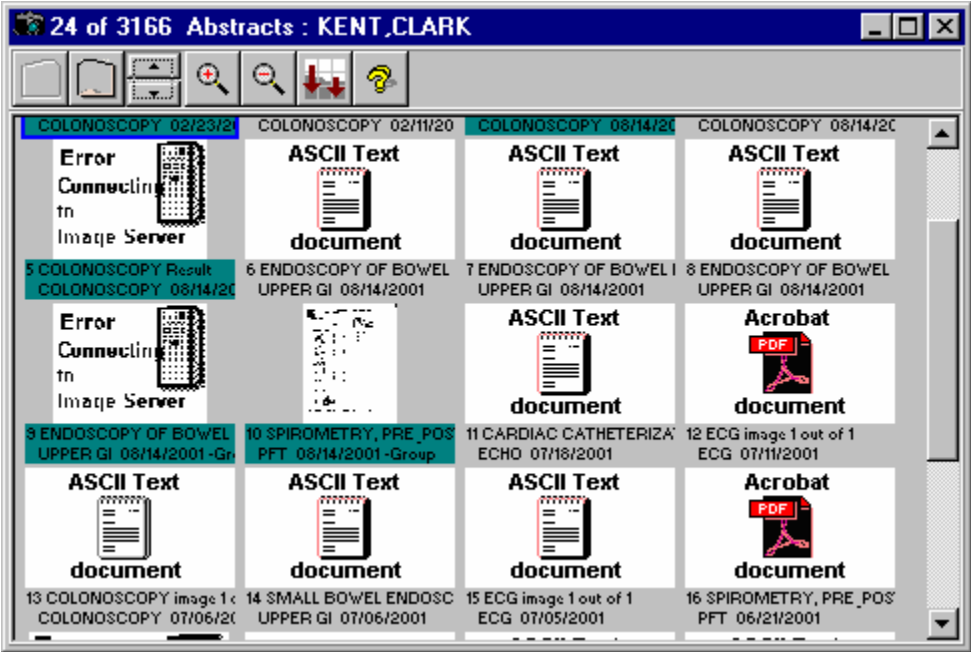 24 of 3166 Abstracts : KENT,CLARK
COLONOSCOPY 02/23/2
COLONOSCOPY 02/11/20
COLONOSCOPY 08/14/20
COLONOSCOPY 08/14/20
Error
Connecting
to
Image Server
ASCII Text
document
ASCII Text
document
ASCII Text
document
5 COLONOSCOPY Result
COLONOSCOPY 08/14/20
6 ENDOSCOPY OF BOWEL
UPPER GI 08/14/2001
7 ENDOSCOPY OF BOWEL
UPPER GI 08/14/2001
8 ENDOSCOPY OF BOWEL
UPPER GI 08/14/2001
Error
Connecting
to
Image Server
ASCII Text
document
Acrobat
PDF
document
9 ENDOSCOPY OF BOWEL
UPPER GI 08/14/2001 -Gr
10 SPIROMETRY, PRE_POS
PFT 08/14/2001 -Group
11 CARDIAC CATHETERIZA
ECHO 07/18/2001
12 ECG image 1 out of 1
ECG 07/11/2001
ASCII Text
document
ASCII Text
document
ASCII Text
document
Acrobat
PDF
document
13 COLONOSCOPY image 1
COLONOSCOPY 07/06/20
14 SMALL BOWEL ENDOSC
UPPER GI 07/06/2001
15 ECG image 1 out of 1
ECG 07/05/2001
16 SPIROMETRY, PRE_POS
PFT 06/21/2001